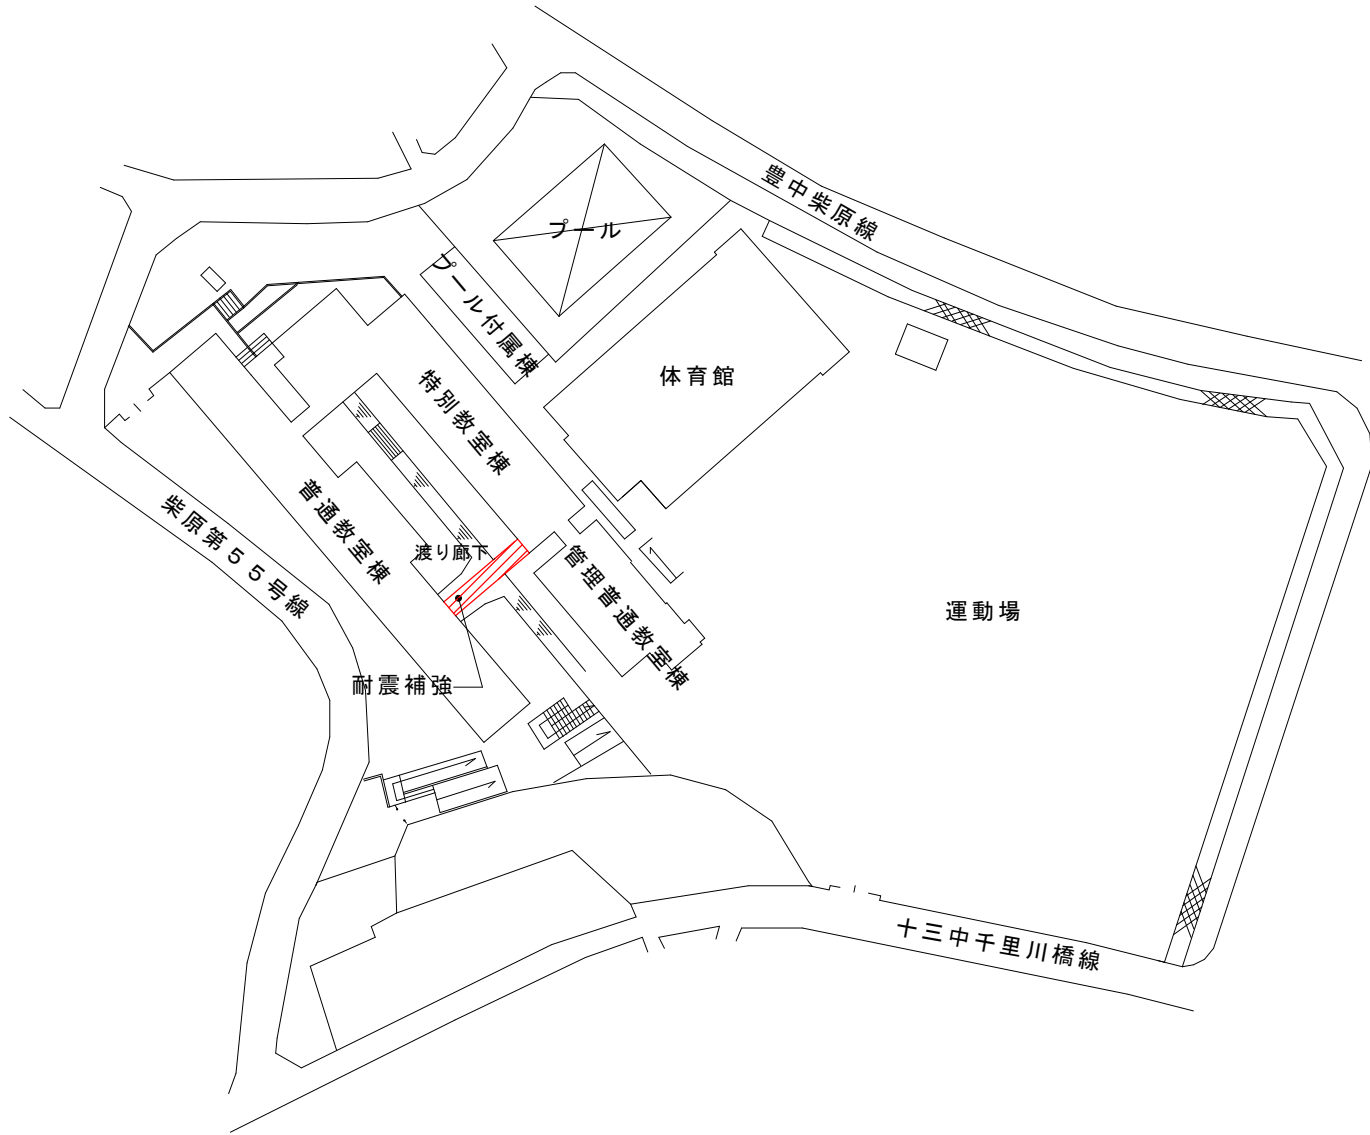 豊中柴原線
プール
プール付属棟
体育館
特別教室棟
普通教室棟
柴原第５５号線
渡り廊下
管理普通教室棟
運動場
耐震補強
十三中千里川橋線